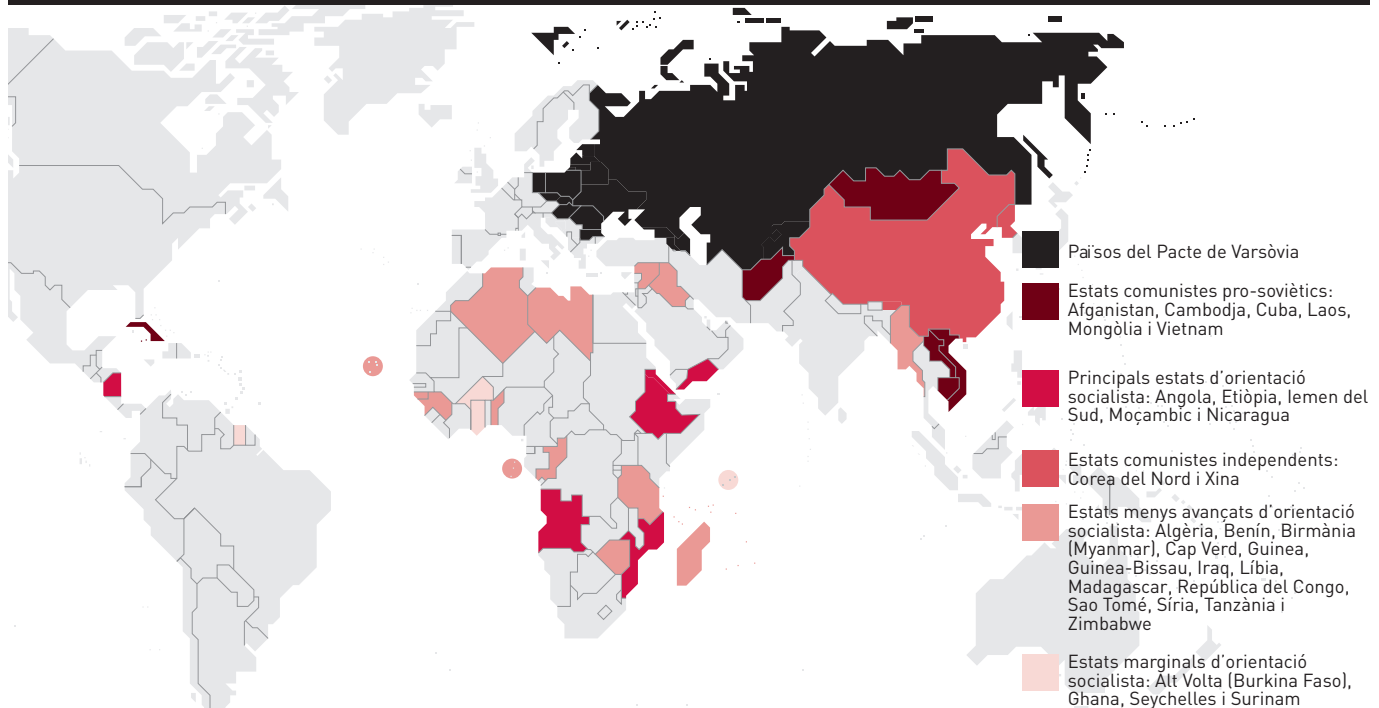 Països del Pacte de Varsòvia
Estats comunistes pro-soviètics:
Afganistan, Cambodja, Cuba, Laos,
Mongòlia i Vietnam
Principals estats d'orientació
socialista: Angola, Etiòpia, Iemen del
Sud, Moçambic i Nicaragua
Estats comunistes independents:
Corea del Nord i Xina
Estats menys avançats d'orientació
socialista: Algèria, Benín, Birmània
(Myanmar), Cap Verd, Guinea,
Guinea-Bissau, Iraq, Líbia,
Madagascar, República del Congo,
Sao Tomé, Síria, Tanzània i
Zimbabwe
Estats marginals d'orientació
socialista: Alt Volta (Burkina Faso),
Ghana, Seychelles i Surinam